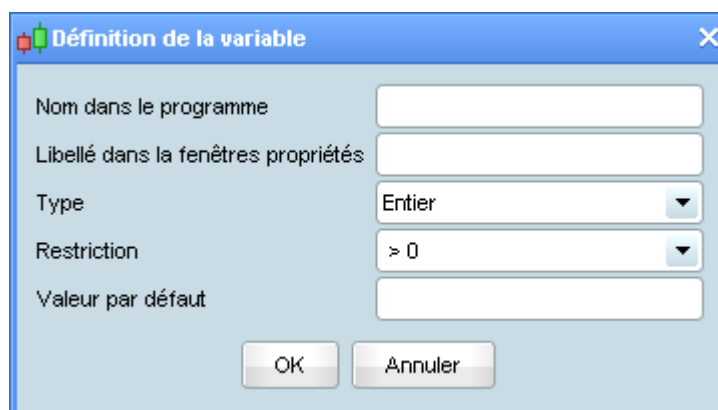 Définition de la variable
Nom dans le programme
Libellé dans la fenêtres propriétés
Type Entier
Restriction > 0
Valeur par défaut
OK Annuler